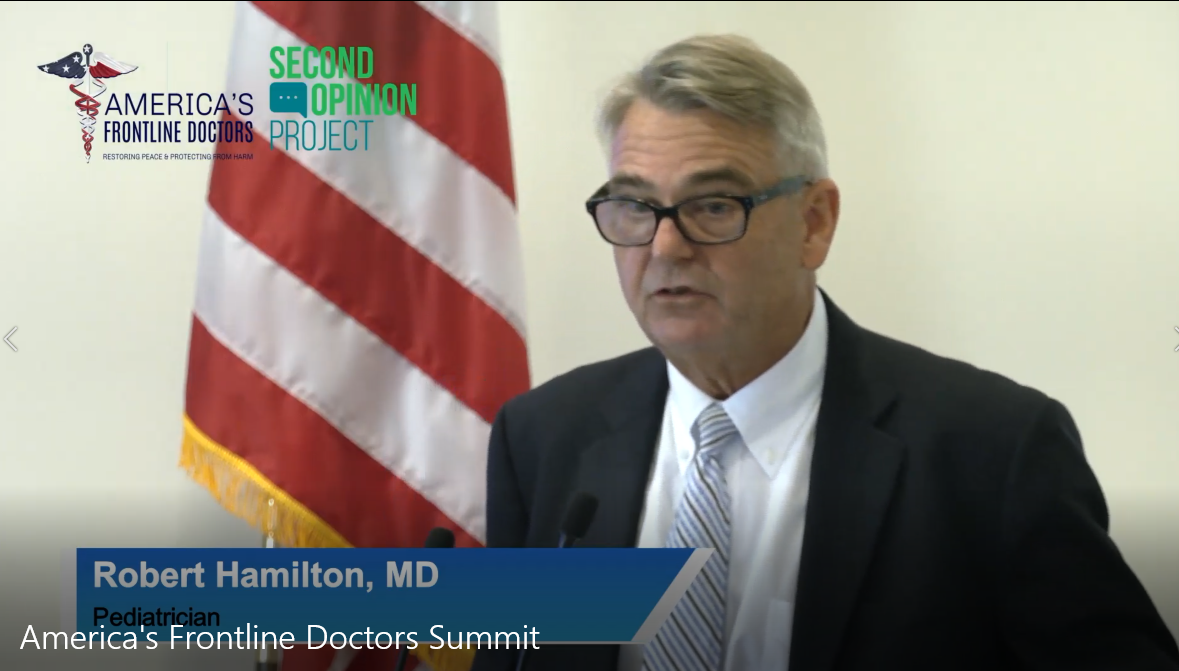 AMERICA'S
FRONTLINE DOCTORS
RESTORING PEACE & PROTECTING FROM HARM
SECOND
OPINION
PROJECT
Robert Hamilton, MD
Pediatrician
America's Frontline Doctors Summit